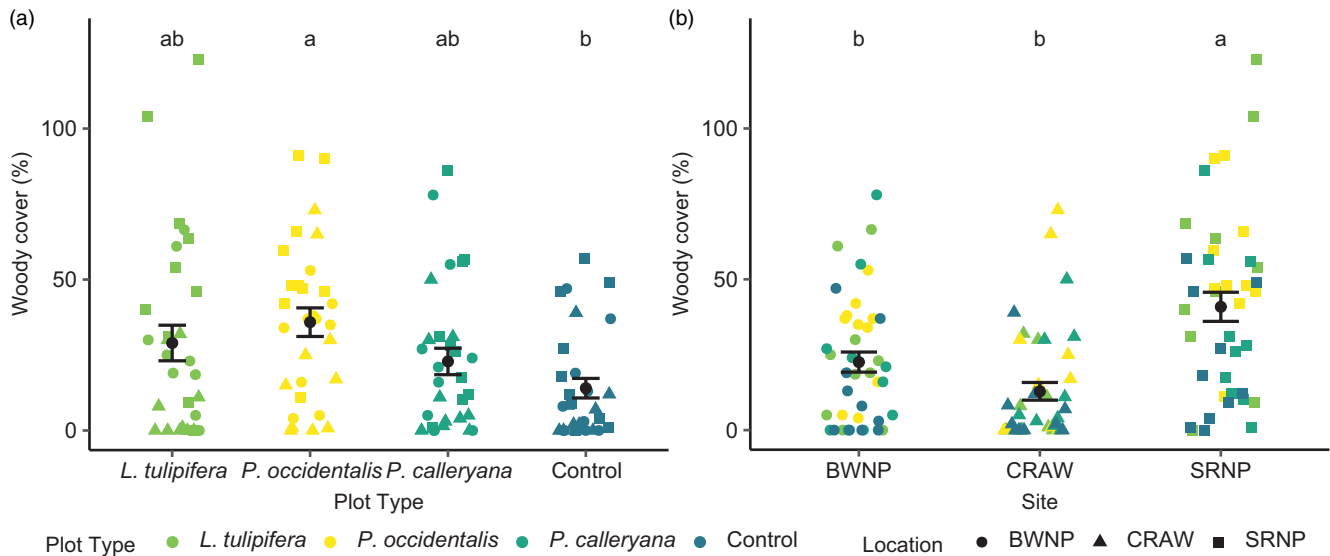 (a)
ab a ab b
Woody cover (%)
100
50
0
L. tulipifera P. occidentalis P. calleryana Control
Plot Type
(b)
b b a
Woody cover (%)
100
50
0
BWNP CRAW SRNP
Site
Plot Type L. tulipifera P. occidentalis P. calleryana Control Location BWNP CRAW SRNP